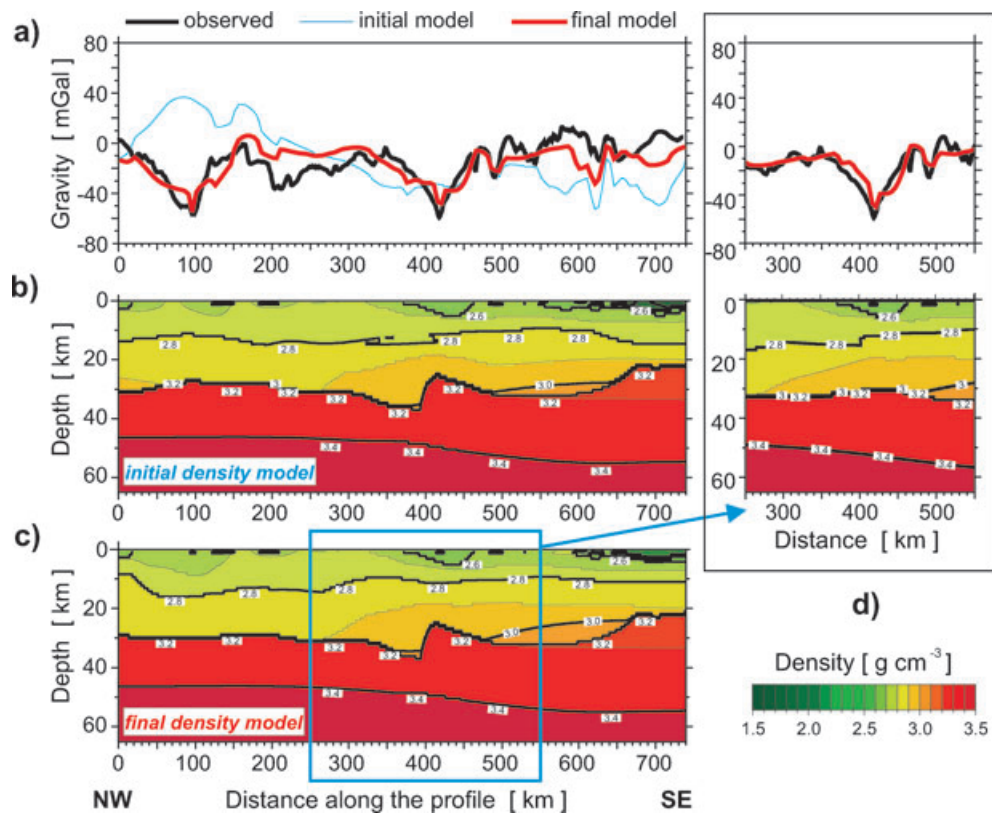 observed initial model final model
a)
80
40
0
-40
-80
Gravity [ mGal ]
0 100 200 300 400 500 600 700
80
40
0
-40
-80
300 400 500
b)
0
20
40
60
Depth [ km ]
2.6 2.6
2.8 2.8 2.8 2.8
3.2 3.2 3. 3.2 3.2 3.2 3.0 3.2 3.2
3.4 3.4 3.4
initial density model
0 100 200 300 400 500 600 700
0
20
40
60
2.6
2.8 2.8 2.8
3.2 3.2 3. 3.2
3.4 3.4 3.4
300 400 500
Distance [ km ]
c)
0
20
40
60
Depth [ km ]
2.6 2.6
2.8 2.8 2.8 2.8 2.8
3.2 3.2 3.2 3.2 3.2 3.0 3.0 3.2 3.2
3.4 3.4 3.4
final density model
0 100 200 300 400 500 600 700
NW Distance along the profile [ km ] SE
d)
Density [ g cm -3 ]
1.5 2.0 2.5 3.0 3.5